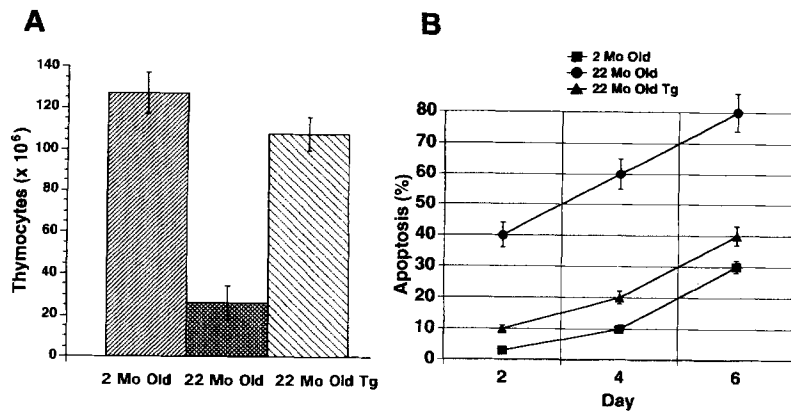 A
Thymocytes (x 10⁶)
140
120
100
80
60
40
20
0
2 Mo Old 22 Mo Old 22 Mo Old Tg
B
2 Mo Old
22 Mo Old
22 Mo Old Tg
Apoptosis (%)
80
70
60
50
40
30
20
10
0
2 4 6
Day